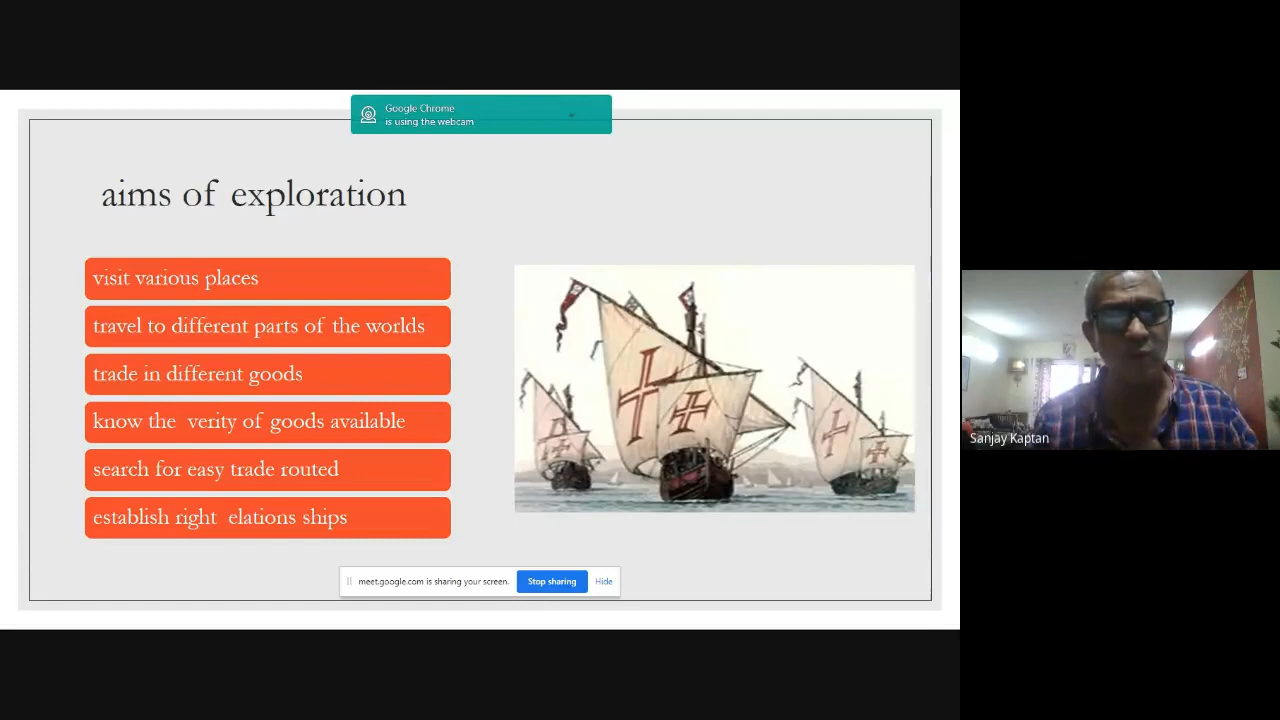 Google Chrome
is using the webcam
aims of exploration
visit various places
travel to different parts of the worlds
trade in different goods
know the verity of goods available
search for easy trade routed
establish right elations ships
meet.google.com is sharing your screen. Stop sharing Hide
Sanjay Kaptan